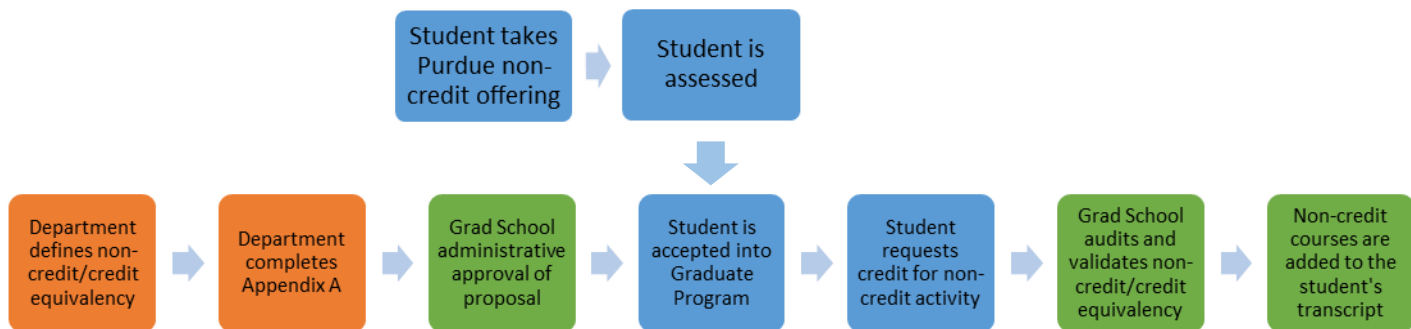 Student takes
Purdue non-
credit offering
Student is
assessed
Department
defines non-
credit/credit
equivalency
Department
completes
Appendix A
Grad School
administrative
approval of
proposal
Student is
accepted into
Graduate
Program
Student
requests
credit for non-
credit activity
Grad School
audits and
validates non-
credit/credit
equivalency
Non-credit
courses are
added to the
student's
transcript